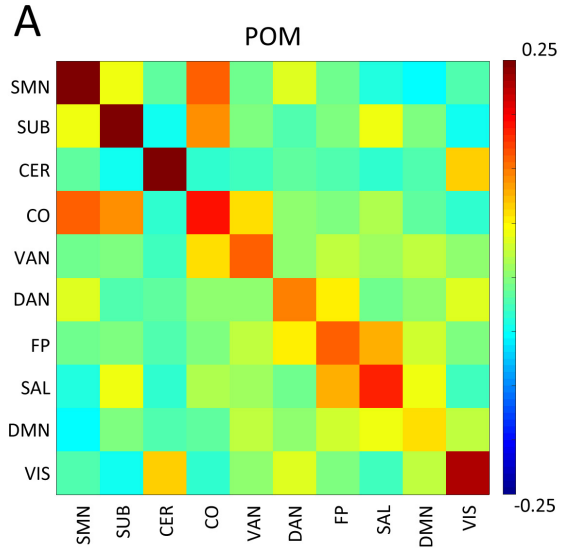 A
POM
0.25
SMN
SUB
CER
CO
VAN
DAN
FP
SAL
DMN
VIS
-0.25
SMN
SUB
CER
CO
VAN
DAN
FP
SAL
DMN
VIS